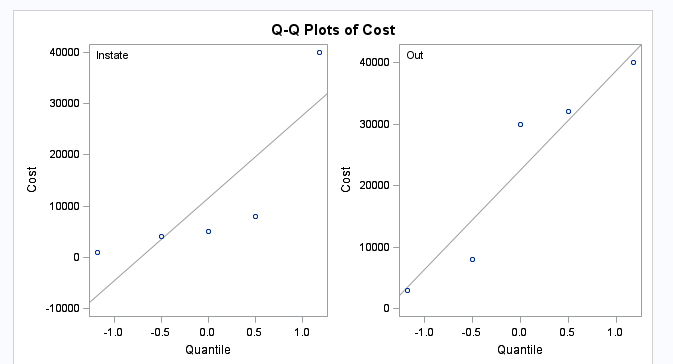 Q-Q Plots of Cost
Instate
Cost
40000
30000
20000
10000
0
-10000
-1.0 -0.5 0.0 0.5 1.0
Quantile
Out
Cost
40000
30000
20000
10000
0
-1.0 -0.5 0.0 0.5 1.0
Quantile